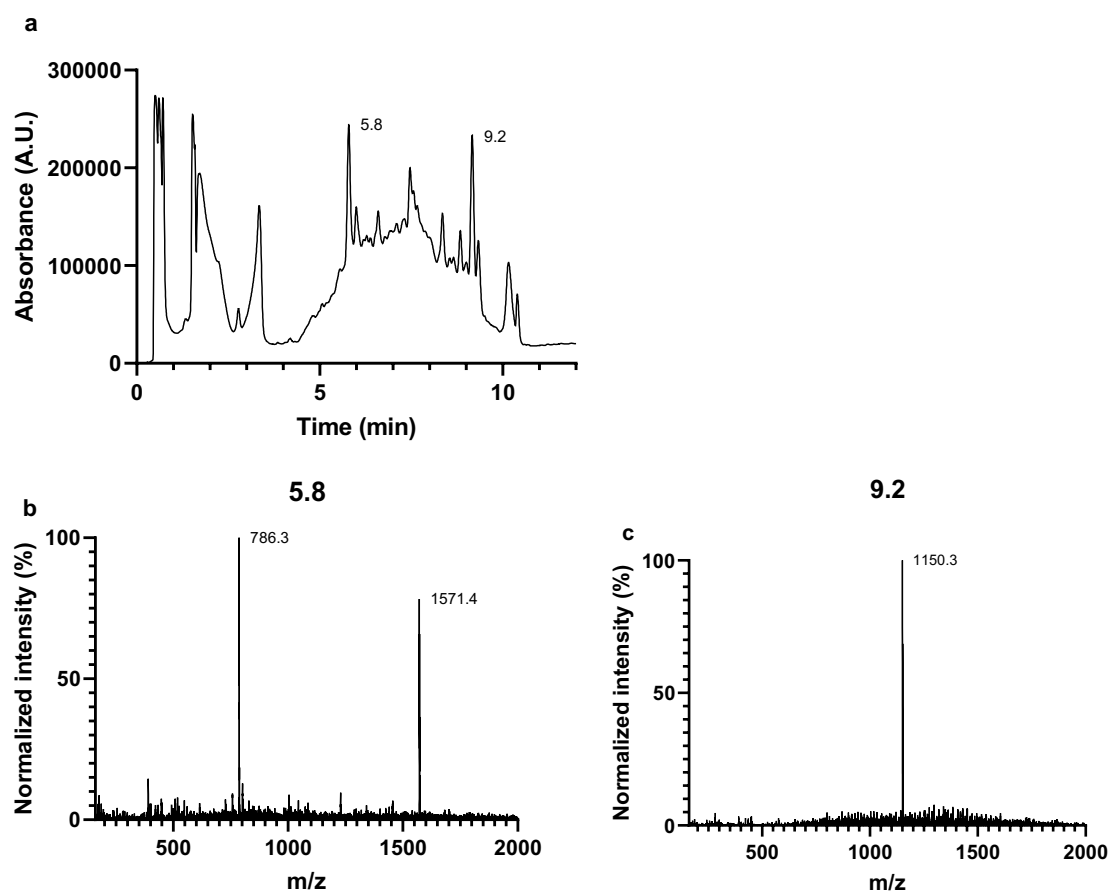 a
300000
200000
100000
0
Absorbance (A.U.)
5.8
9.2
0 5 10
Time (min)
5.8
b
100
50
0
Normalized intensity (%)
786.3
1571.4
500 1000 1500 2000
m/z
9.2
c
100
50
0
Normalized intensity (%)
1150.3
500 1000 1500 2000
m/z